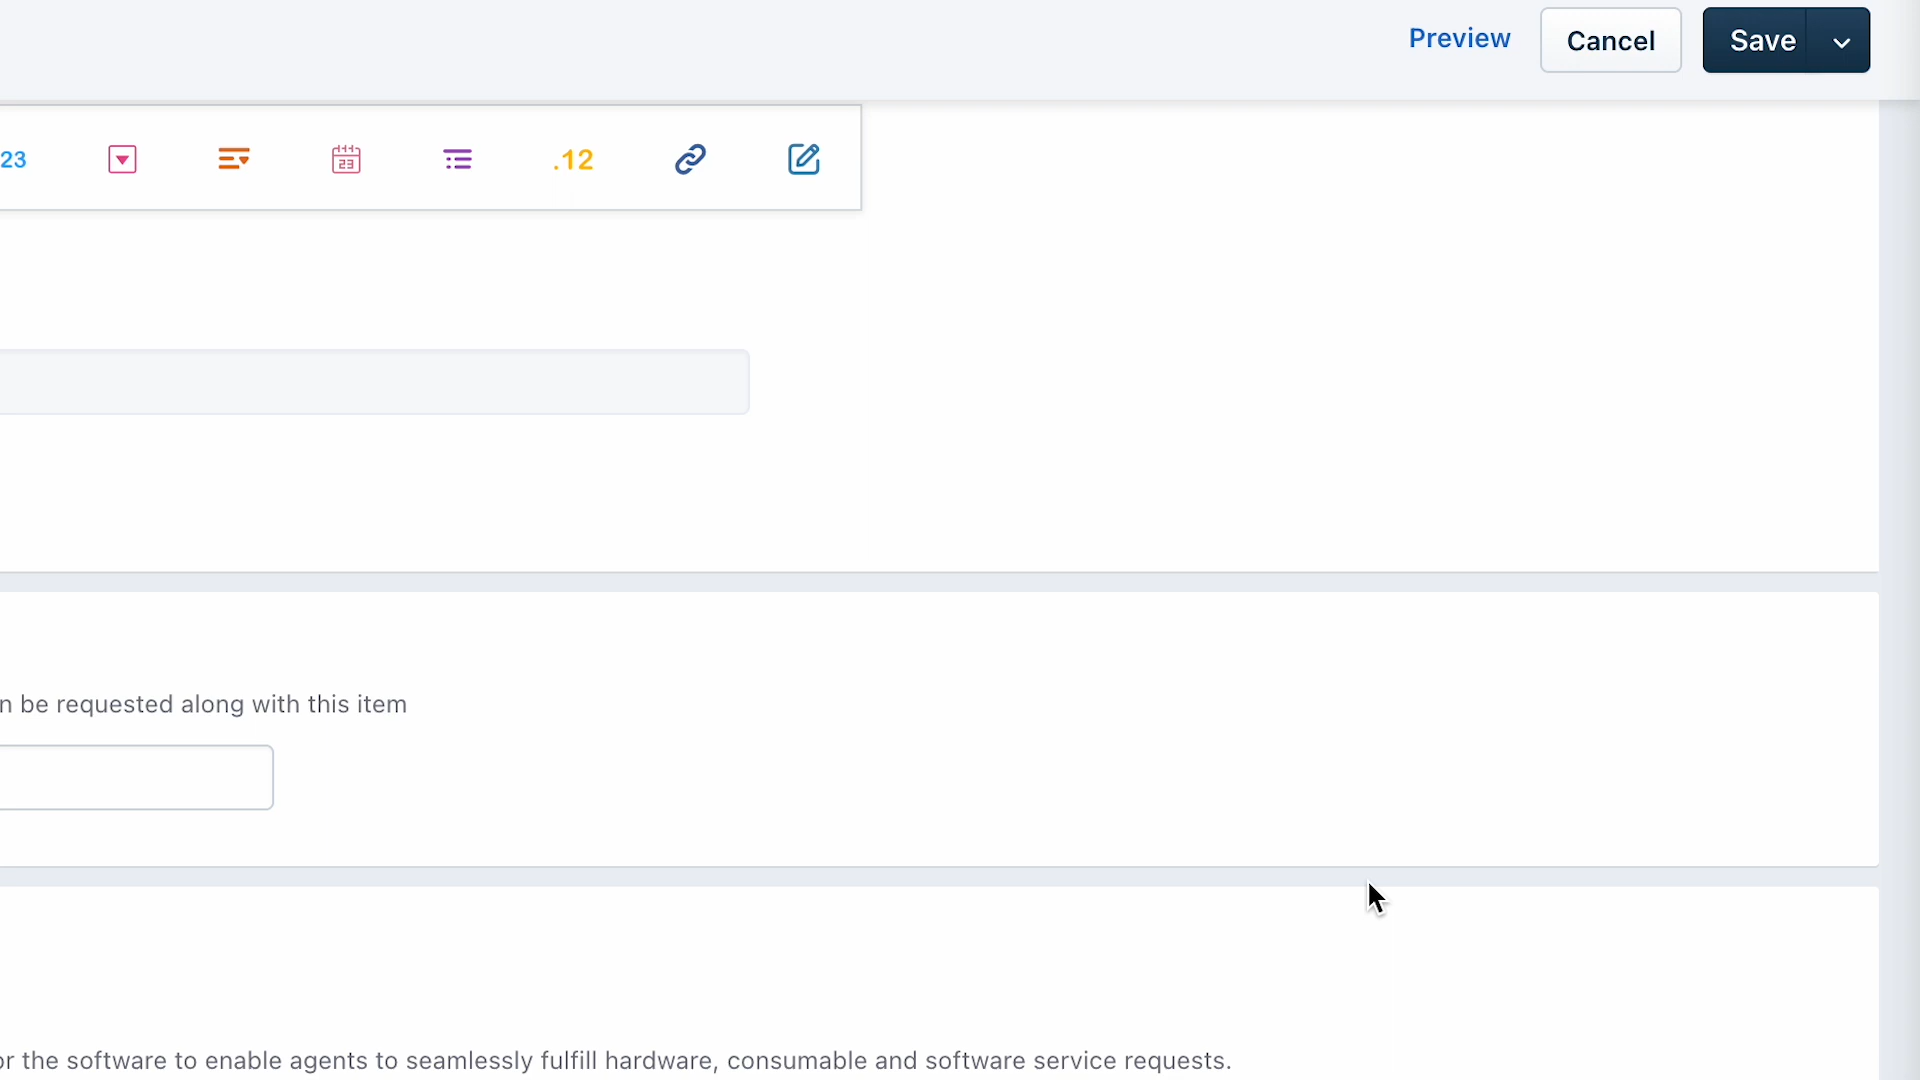 Preview Cancel Save
23 23 .12
n be requested along with this item
or the software to enable agents to seamlessly fulfill hardware, consumable and software service requests.